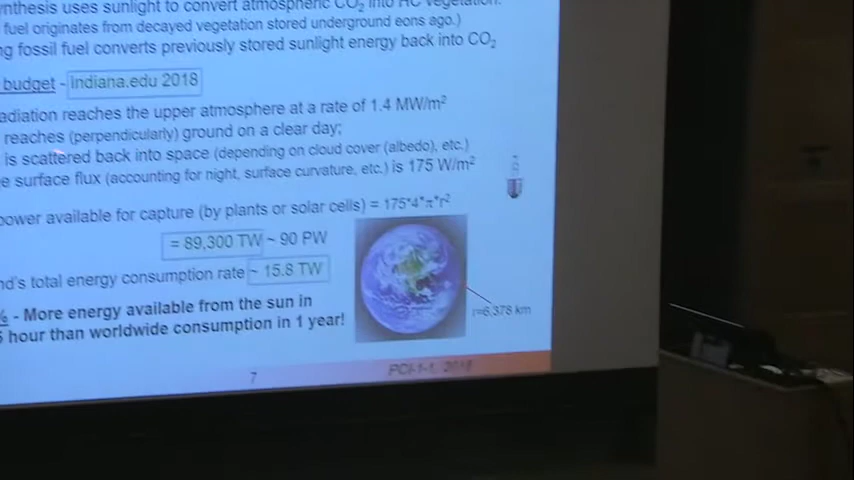 nthesis uses sunlight to convert atmospheric CO2 into HC vegetation.
fuel originates from decayed vegetation stored underground eons ago.)
ng fossil fuel converts previously stored sunlight energy back into CO2
budget - Indiana.edu 2018
adiation reaches the upper atmosphere at a rate of 1.4 MW/m2
reaches (perpendicularly) ground on a clear day;
is scattered back into space (depending on cloud cover (albedo), etc.)
e surface flux (accounting for night, surface curvature, etc.) is 175 W/m2
power available for capture (by plants or solar cells) = 175*4*π*r2
= 89,300 TW ~ 90 PW
nd's total energy consumption rate ~ 15.8 TW
% - More energy available from the sun in
hour than worldwide consumption in 1 year!
r=6,378 km
7
PCI-1-1, 2018